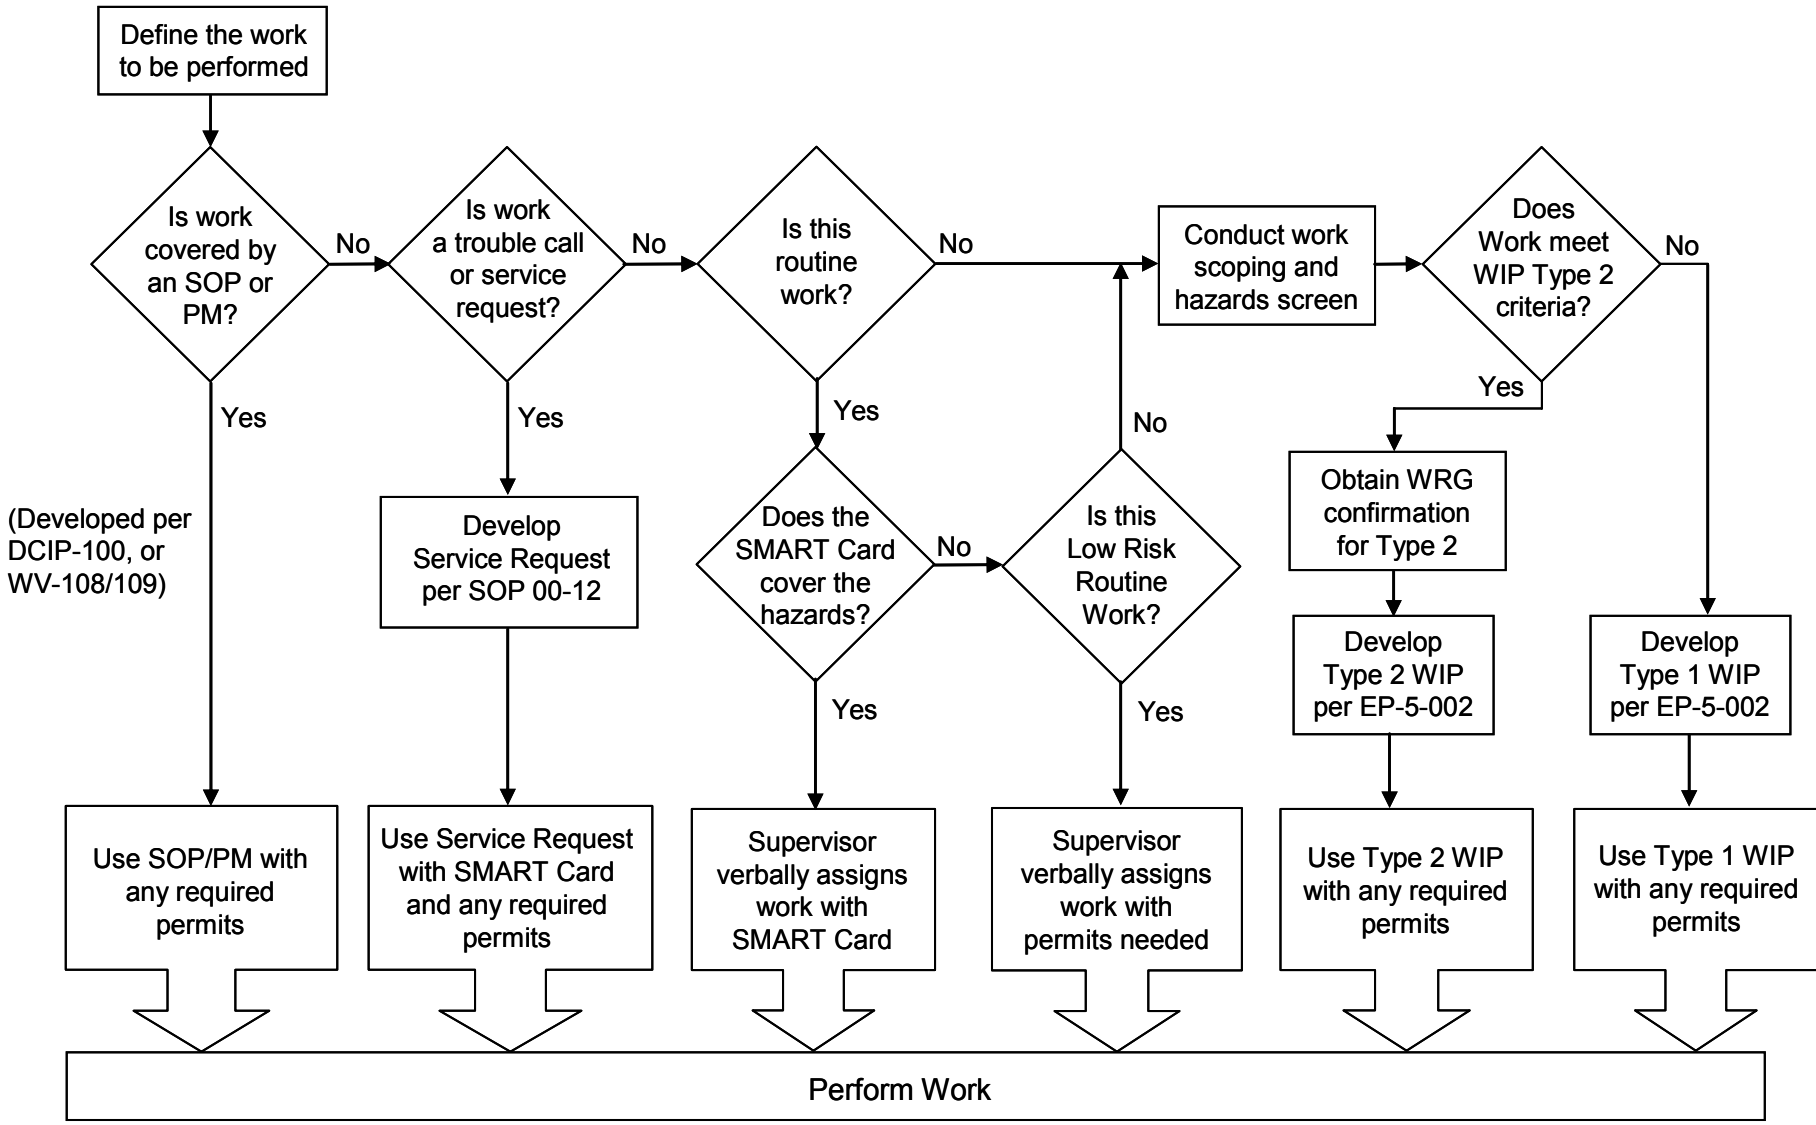 Define the work
to be performed
Is work
covered by
an SOP or
PM?
No
Is work
a trouble call
or service
request?
No
Is this
routine
work?
No
Conduct work
scoping and
hazards screen
Does
Work meet
WIP Type 2
criteria?
No
Yes
Yes
Yes
Yes
No
(Developed per
DCIP-100, or
WV-108/109)
Develop
Service Request
per SOP 00-12
Does the
SMART Card
cover the
hazards?
No
Is this
Low Risk
Routine
Work?
Obtain WRG
confirmation
for Type 2
Develop
Type 2 WIP
per EP-5-002
Develop
Type 1 WIP
per EP-5-002
Yes
Yes
Use SOP/PM with
any required
permits
Use Service Request
with SMART Card
and any required
permits
Supervisor
verbally assigns
work with
SMART Card
Supervisor
verbally assigns
work with
permits needed
Use Type 2 WIP
with any required
permits
Use Type 1 WIP
with any required
permits
Perform Work